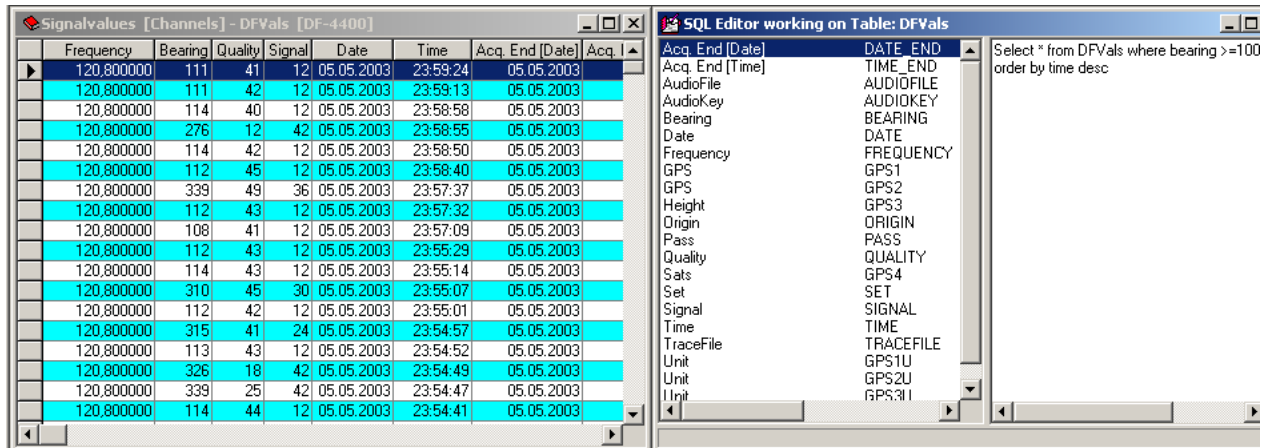 Signalvalues [Channels] - DFVals [DF-4400]
Frequency Bearing Quality Signal Date Time Acq. End [Date] Acq.
120,800000 111 41 12 05.05.2003 23:59:24 05.05.2003
120,800000 111 42 12 05.05.2003 23:59:13 05.05.2003
120,800000 114 40 12 05.05.2003 23:58:58 05.05.2003
120,800000 276 12 42 05.05.2003 23:58:55 05.05.2003
120,800000 114 42 12 05.05.2003 23:58:50 05.05.2003
120,800000 112 45 12 05.05.2003 23:58:40 05.05.2003
120,800000 339 49 36 05.05.2003 23:57:37 05.05.2003
120,800000 112 43 12 05.05.2003 23:57:32 05.05.2003
120,800000 108 41 12 05.05.2003 23:57:09 05.05.2003
120,800000 112 43 12 05.05.2003 23:55:29 05.05.2003
120,800000 114 43 12 05.05.2003 23:55:14 05.05.2003
120,800000 310 45 30 05.05.2003 23:55:07 05.05.2003
120,800000 112 42 12 05.05.2003 23:55:01 05.05.2003
120,800000 315 41 24 05.05.2003 23:54:57 05.05.2003
120,800000 113 43 12 05.05.2003 23:54:52 05.05.2003
120,800000 326 18 42 05.05.2003 23:54:49 05.05.2003
120,800000 339 25 42 05.05.2003 23:54:47 05.05.2003
120,800000 114 44 12 05.05.2003 23:54:41 05.05.2003
SQL Editor working on Table: DFVals
Acq. End [Date] DATE_END
Acq. End [Time] TIME_END
AudioFile AUDIOFILE
AudioKey AUDIOKEY
Bearing BEARING
Date DATE
Frequency FREQUENCY
GPS GPS1
GPS GPS2
Height GPS3
Origin ORIGIN
Pass PASS
Quality QUALITY
Sats GPS4
Set SET
Signal SIGNAL
Time TIME
TraceFile TRACEFILE
Unit GPS1U
Unit GPS2U
Unit GPS3U
Select * from DFVals where bearing >=100
order by time desc